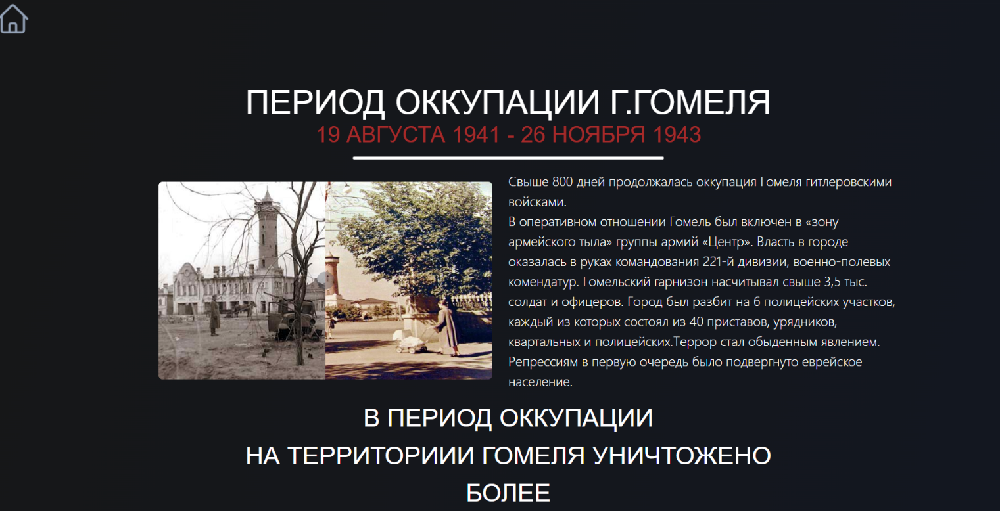 ПЕРИОД ОККУПАЦИИ Г.ГОМЕЛЯ
19 АВГУСТА 1941 - 26 НОЯБРЯ 1943
Свыше 800 дней продолжалась оккупация Гомеля гитлеровскими
войсками.
В оперативном отношении Гомель был включен в «зону
армейского тыла» группы армий «Центр». Власть в городе
оказалась в руках командования 221-й дивизии, военно-полевых
комендатур. Гомельский гарнизон насчитывал свыше 3,5 тыс.
солдат и офицеров. Город был разбит на 6 полицейских участков,
каждый из которых состоял из 40 приставов, урядников,
квартальных и полицейских.Террор стал обыденным явлением.
Репрессиям в первую очередь было подвергнуто еврейское
население.
В ПЕРИОД ОККУПАЦИИ
НА ТЕРРИТОРИИИ ГОМЕЛЯ УНИЧТОЖЕНО
БОЛЕЕ